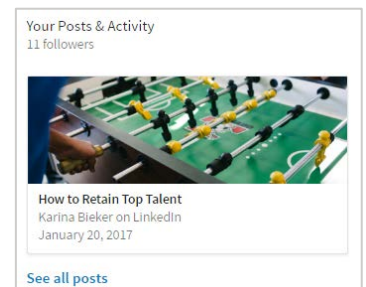 Your Posts & Activity
11 followers
How to Retain Top Talent
Karina Bieker on LinkedIn
January 20, 2017
See all posts